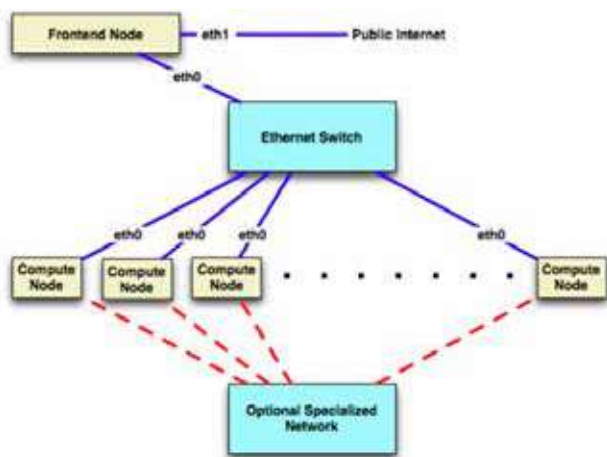 Frontend Node
eth1
Public Internet
eth0
Ethernet Switch
eth0
eth0
eth0
eth0
Compute
Node
Compute
Node
Compute
Node
Compute
Node
Optional Specialized
Network